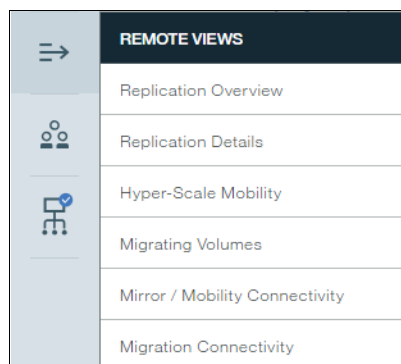 REMOTE VIEWS
Replication Overview
Replication Details
Hyper-Scale Mobility
Migrating Volumes
Mirror / Mobility Connectivity
Migration Connectivity